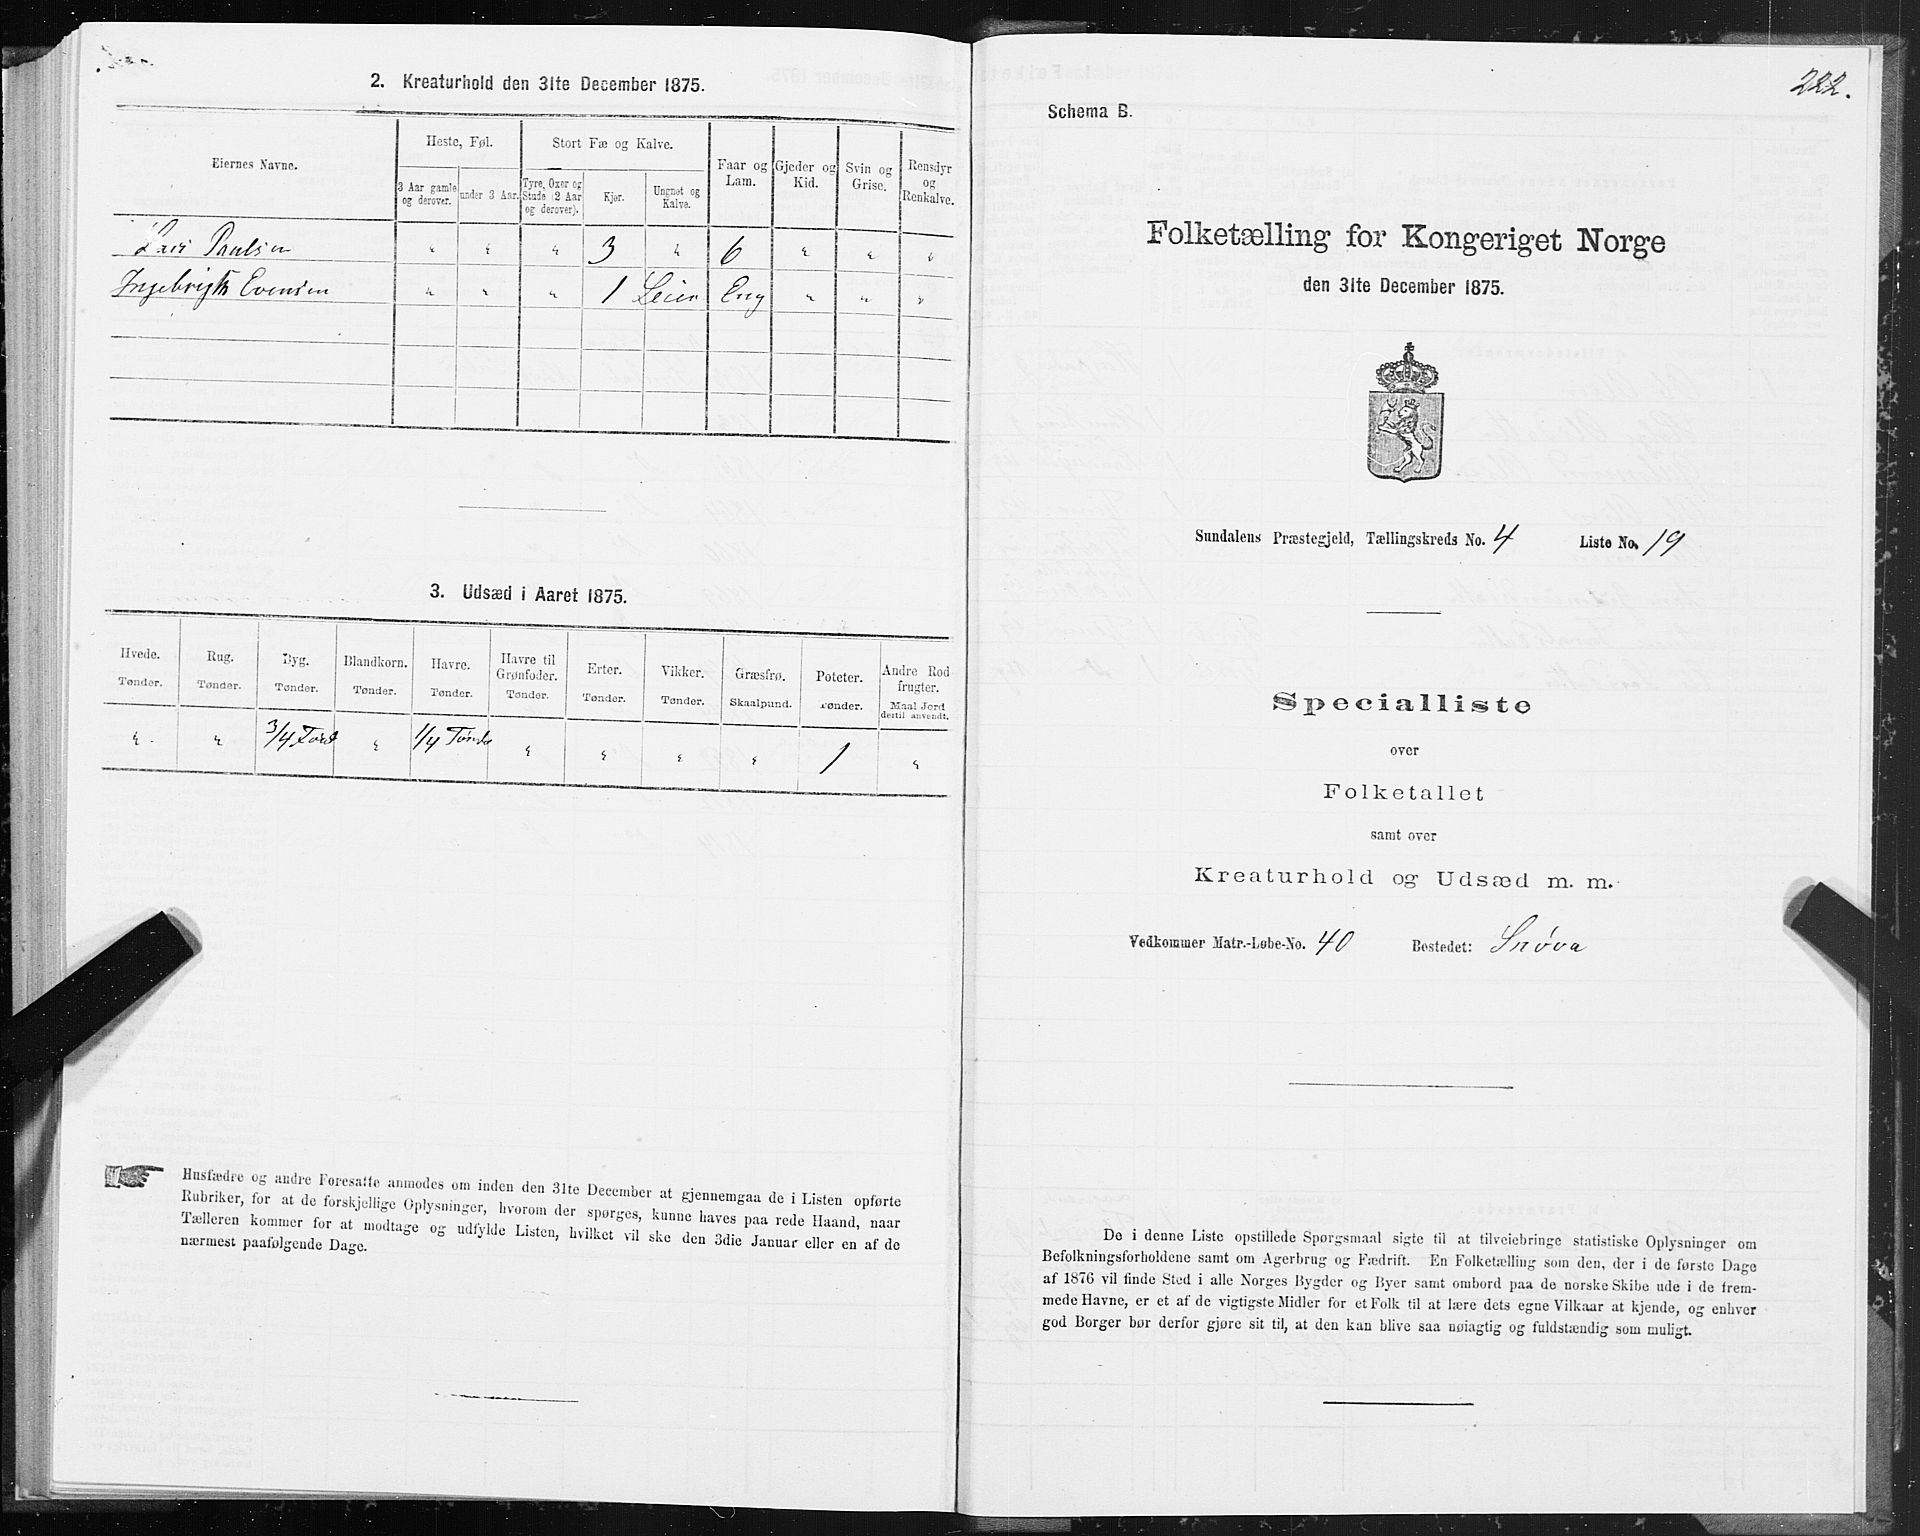 2. Kreaturhold den 31te December 1875.
Eiernes Navne.
Heste, Føl.
Stort Fæ og Kalve.
Faar og Lam.
Gjeder og Kid.
Svin og Grise.
Rensdyr og Renkalve.
3 Aar gamle og derover.
under 3 Aar.
Tyre, Oxer og Stude (2 Aar og derover).
Kjør.
Ungnøt og Kalve.
Lars Paulsen " " " 3 " 6 " " "
Ingebrigth Evensen " " " 1 Leier Eng " " "
3. Udsæd i Aaret 1875.
Hvede. Tønder.
Rug. Tønder.
Byg. Tønder.
Blandkorn. Tønder.
Havre. Tønder.
Havre til Grønfoder. Tønder.
Erter. Tønder.
Vikker. Tønder.
Græsfrø. Skaalpund.
Poteter. Tønder.
Andre Rodfrugter. Maal Jord dertil anvendt.
" " 3/4 " 1/4 Tønde " " " " 1 "
Husfædre og andre Foresatte anmodes om inden den 31te December at gjennemgaa de i Listen opførte
Rubriker, for at de forskjellige Oplysninger, hvorom der spørges, kunne haves paa rede Haand, naar
Tælleren kommer for at modtage og udfylde Listen, hvilket vil ske den 3die Januar eller en af de
nærmest paafølgende Dage.
222.
Schema B.
Folketælling for Kongeriget Norge
den 31te December 1875.
Sundalens Præstegjeld, Tællingskreds No. 4 Liste No. 19
Specialliste
over
Folketallet
samt over
Kreaturhold og Udsæd m. m.
Vedkommer Matr.-Løbe-No. 40 Bostedet: Snøva
De i denne Liste opstillede Spørgsmaal sigte til at tilveiebringe statistiske Oplysninger om
Befolkningsforholdene samt om Agerbrug og Fædrift. En Folketælling som den, der i de første Dage
af 1876 vil finde Sted i alle Norges Bygder og Byer samt ombord paa de norske Skibe ude i de frem-
mede Havne, er et af de vigtigste Midler for et Folk til at lære dets egne Vilkaar at kjende, og enhver
god Borger bør derfor gjøre sit til, at den kan blive saa nøiagtig og fuldstændig som muligt.